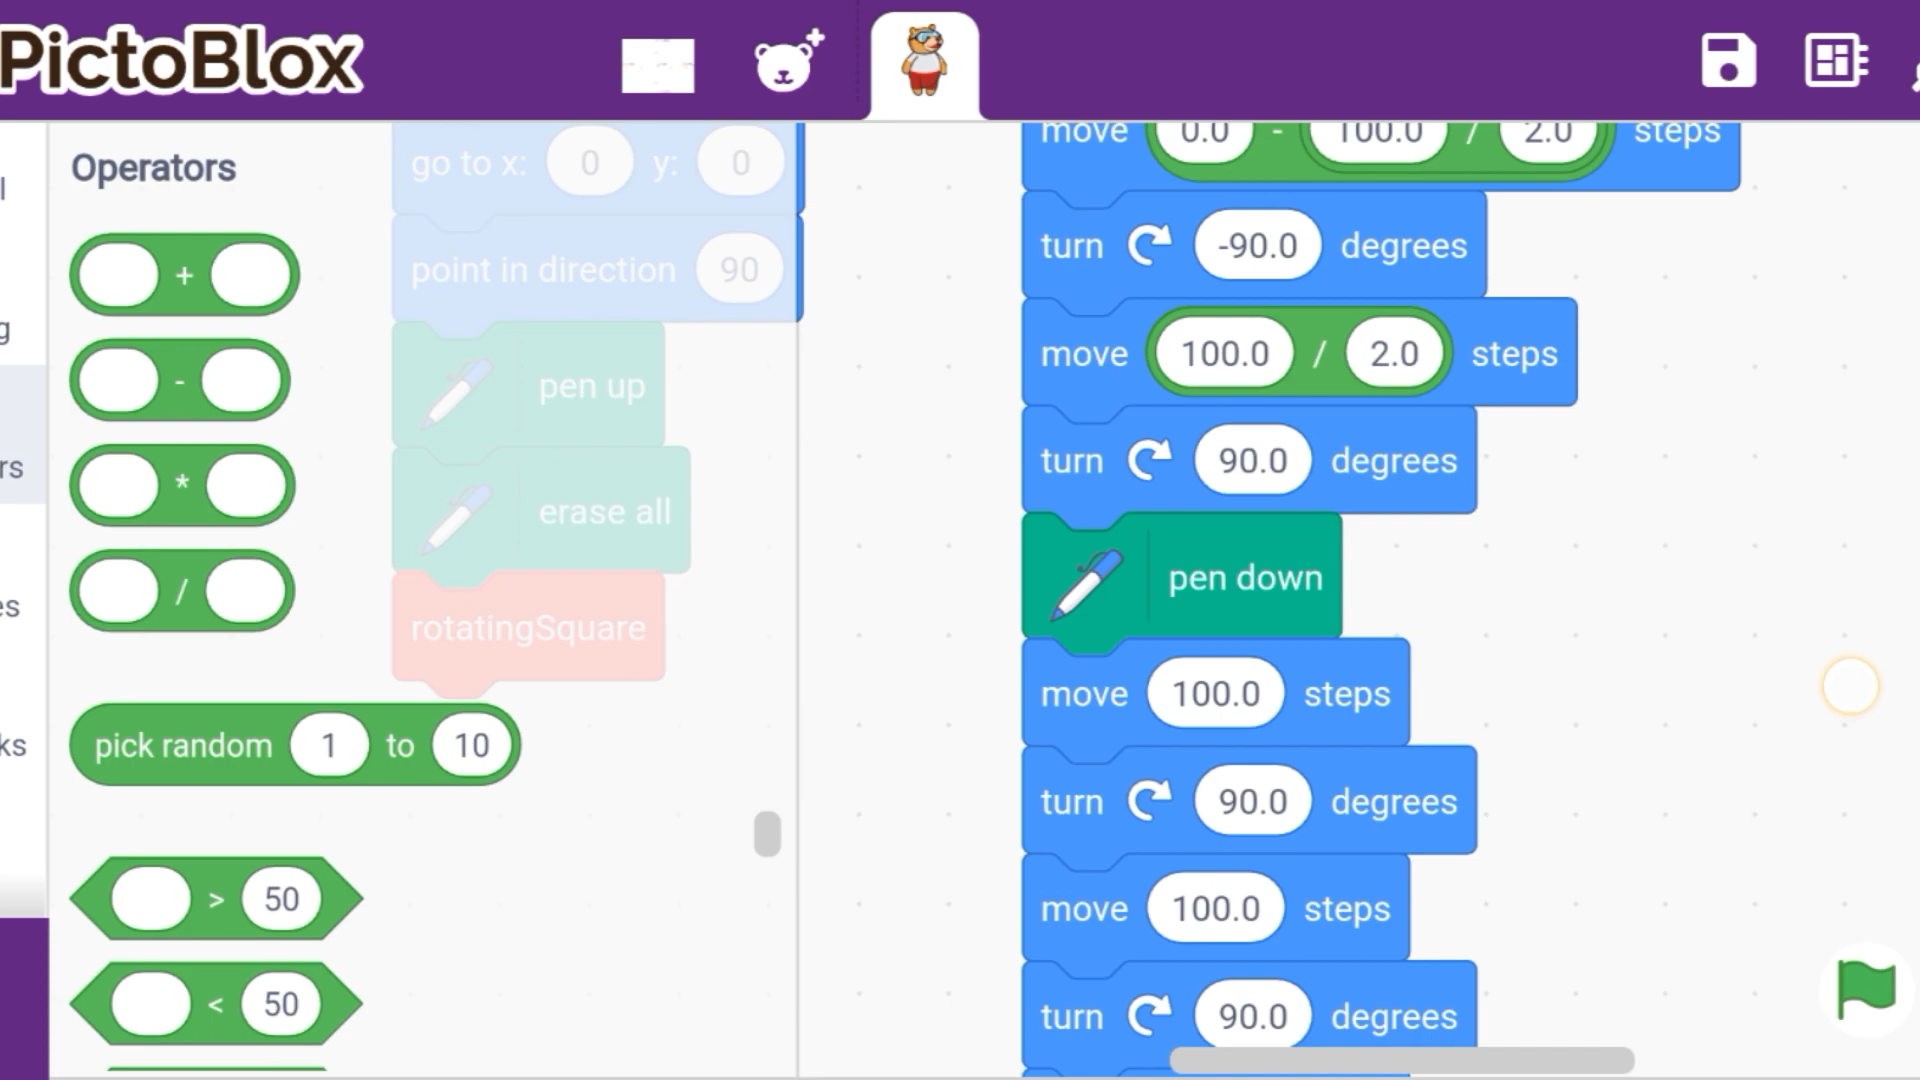 PictoBlox
Operators
l
g
rs
es
ks
+
-
*
/
pick random 1 to 10
> 50
< 50
go to x: 0 y: 0
point in direction 90
pen up
erase all
rotatingSquare
move 0.0 - 100.0 / 2.0 steps
turn -90.0 degrees
move 100.0 / 2.0 steps
turn 90.0 degrees
pen down
move 100.0 steps
turn 90.0 degrees
move 100.0 steps
turn 90.0 degrees